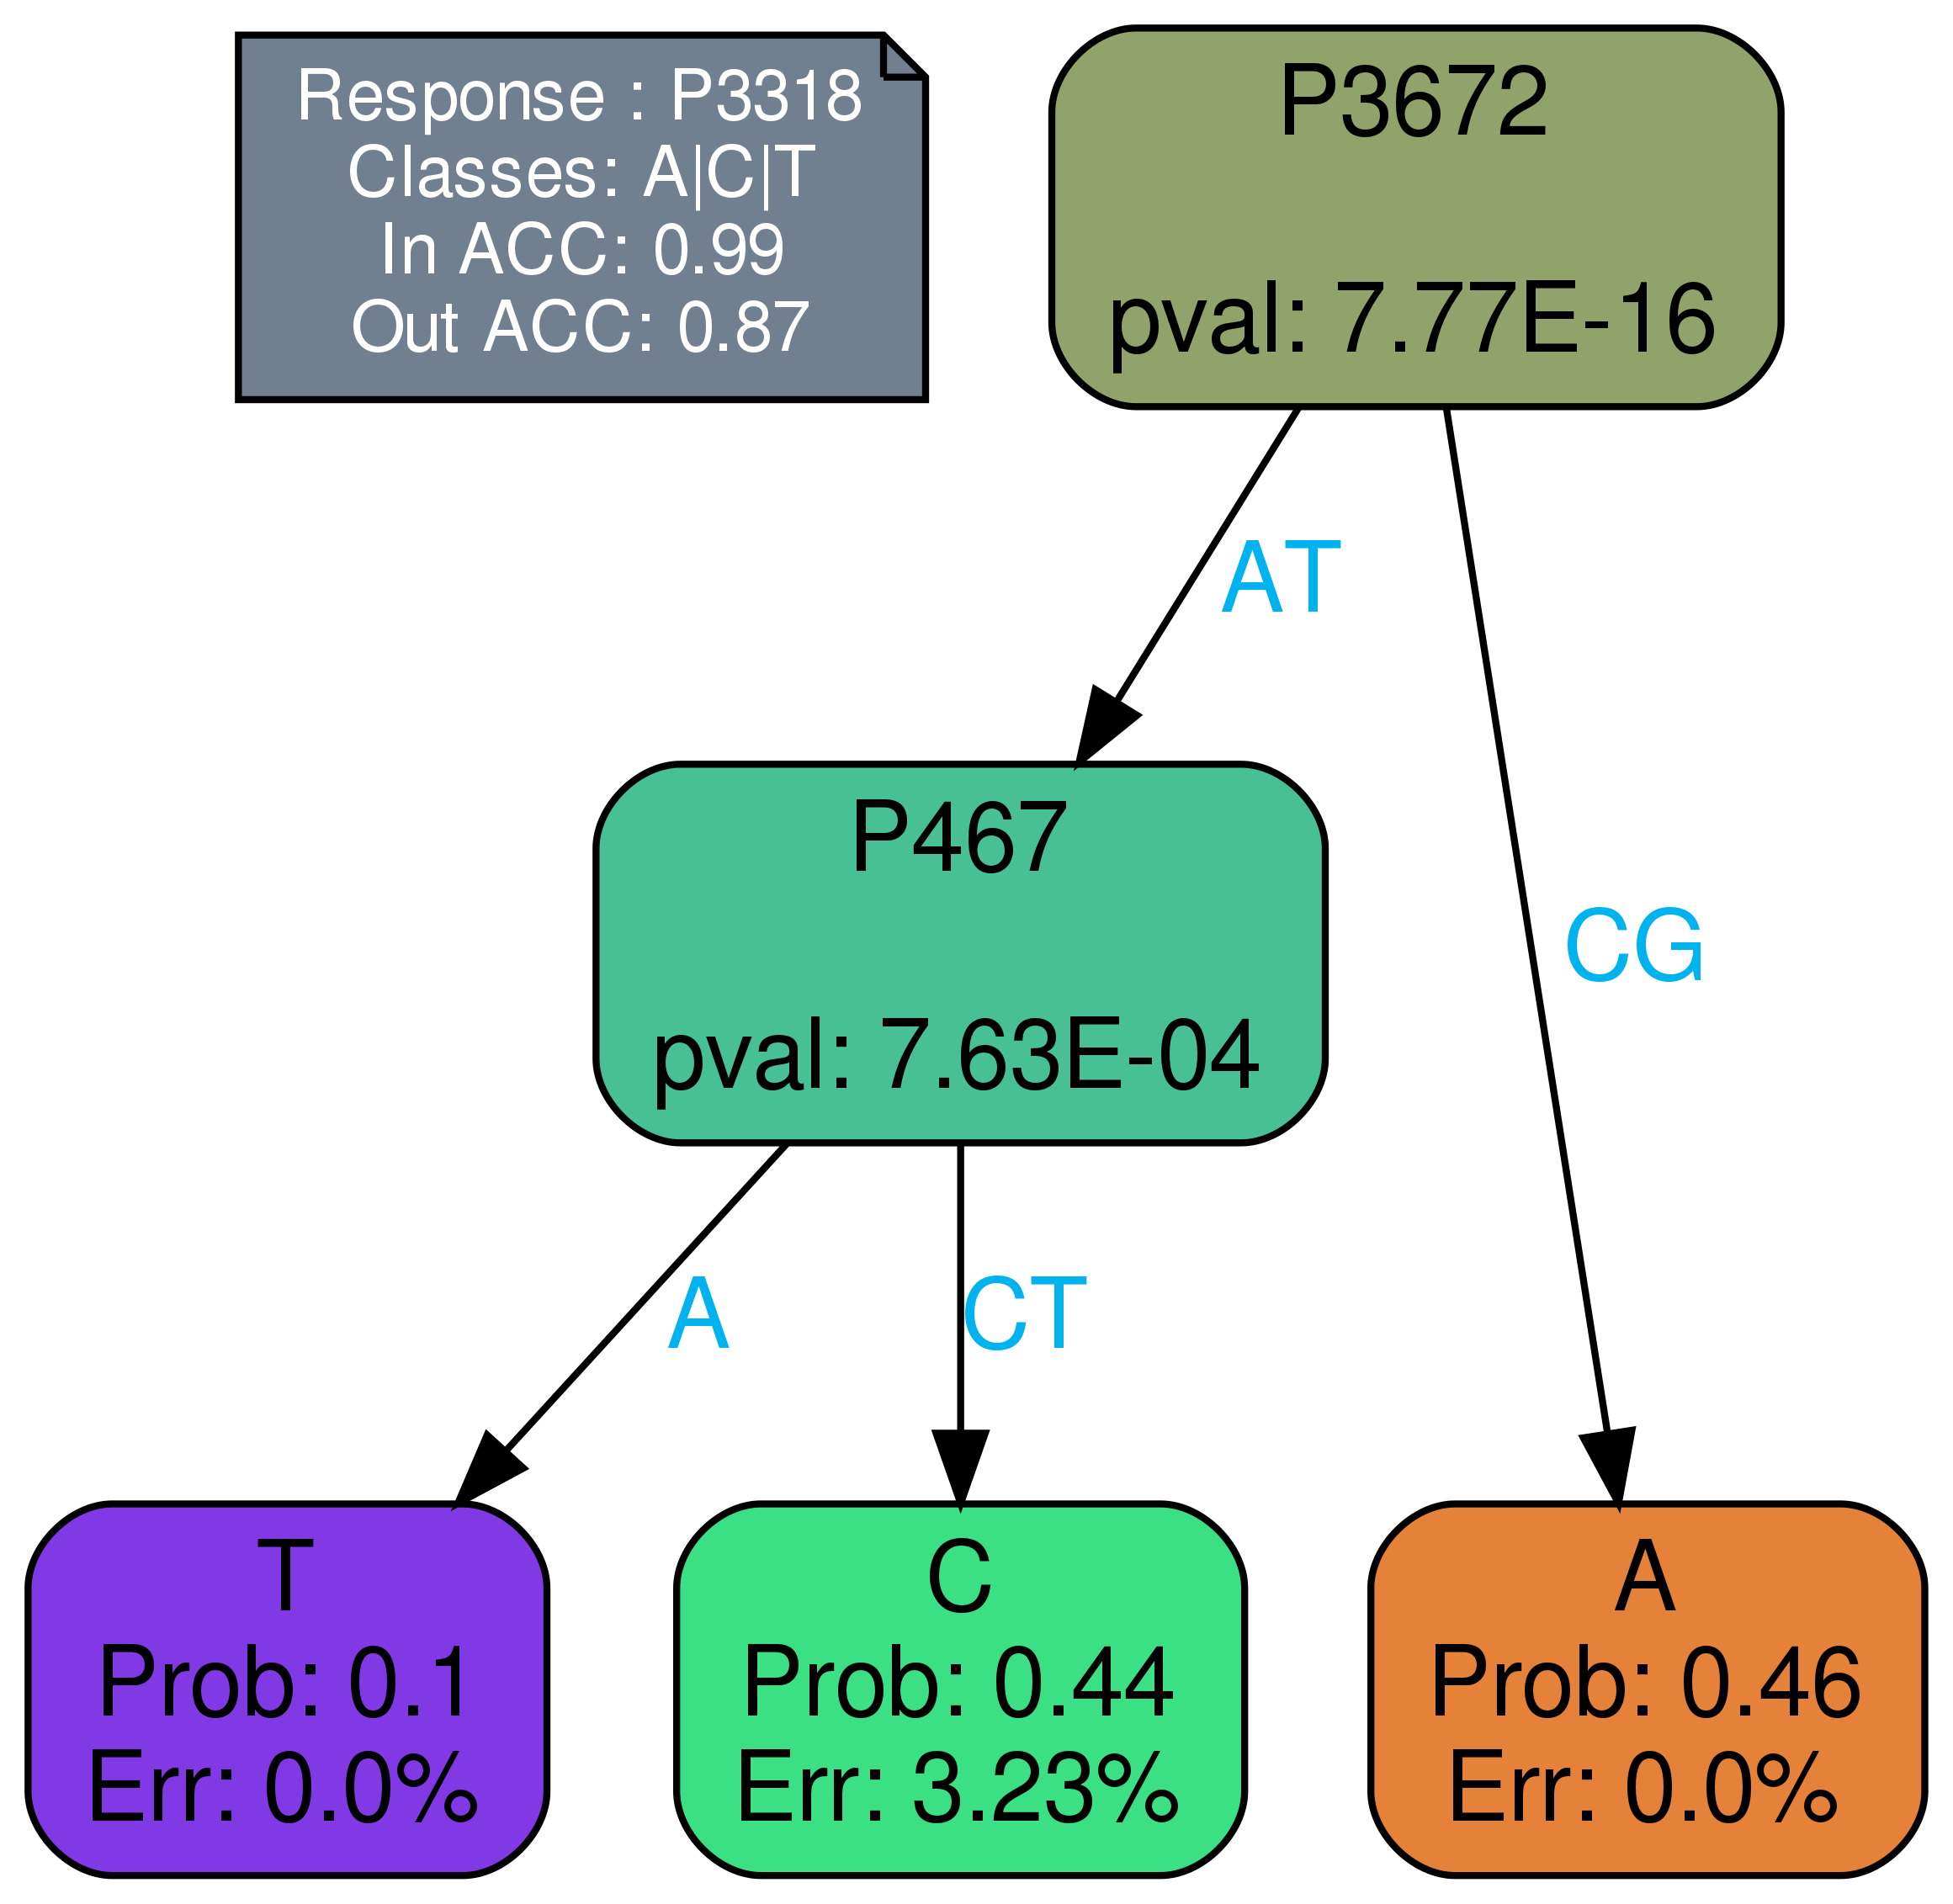 Response : P3318
Classes: A|C|T
In ACC: 0.99
Out ACC: 0.87
P3672
pval: 7.77E-16
AT
P467
pval: 7.63E-04
CG
A
CT
T
Prob: 0.1
Err: 0.0%
C
Prob: 0.44
Err: 3.23%
A
Prob: 0.46
Err: 0.0%